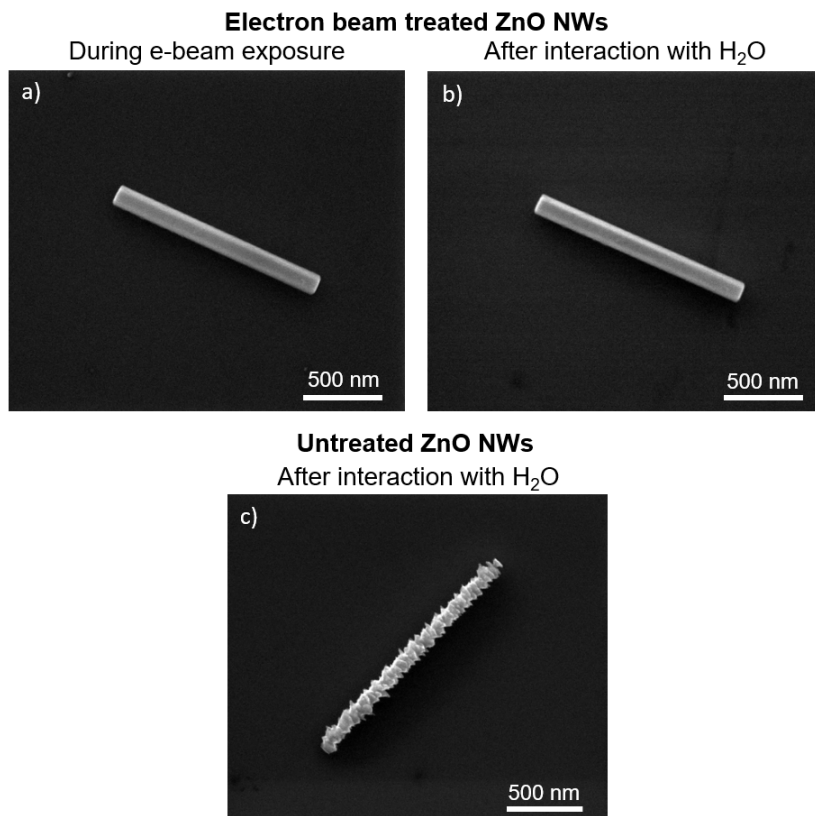 Electron beam treated ZnO NWs
During e-beam exposure
After interaction with H₂O
a)
b)
500 nm
500 nm
Untreated ZnO NWs
After interaction with H₂O
c)
500 nm